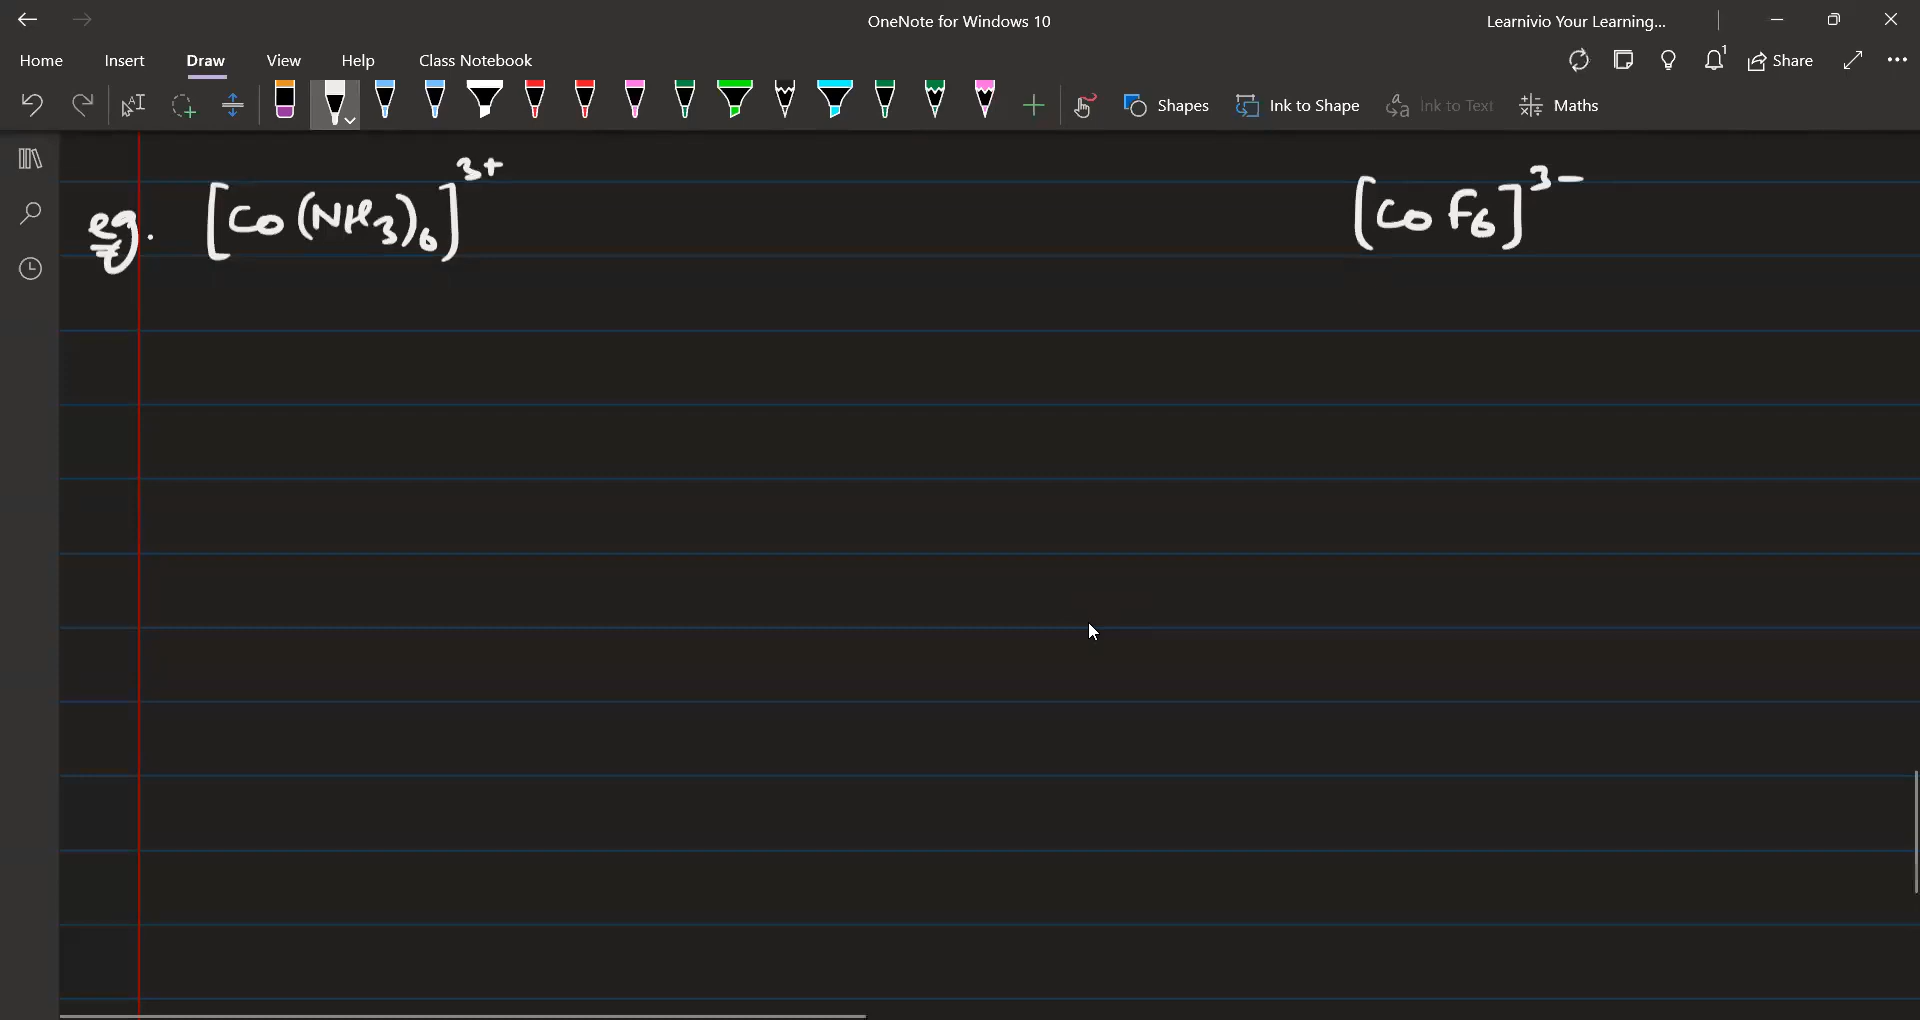 OneNote for Windows 10
Learnivio Your Learning...
Home Insert Draw View Help Class Notebook
1 Share
Shapes Ink to Shape Ink to Text Maths
eg. [Co(NH₃)₆]³⁺ [CoF₆]³⁻